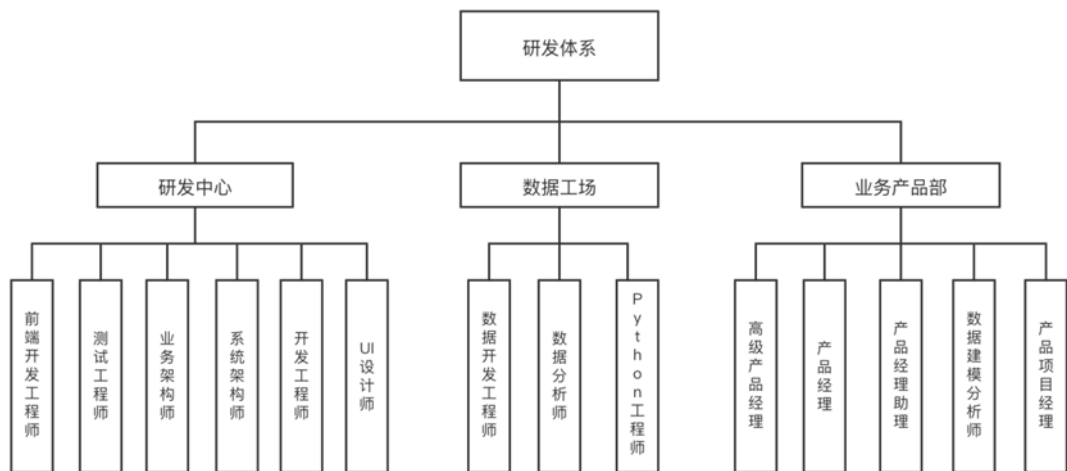 研发体系
研发中心
数据工场
业务产品部
前端开发工程师
测试工程师
业务架构师
系统架构师
开发工程师
UI设计师
数据开发工程师
数据分析师
Python工程师
高级产品经理
产品经理
产品经理助理
数据建模分析师
产品项目经理